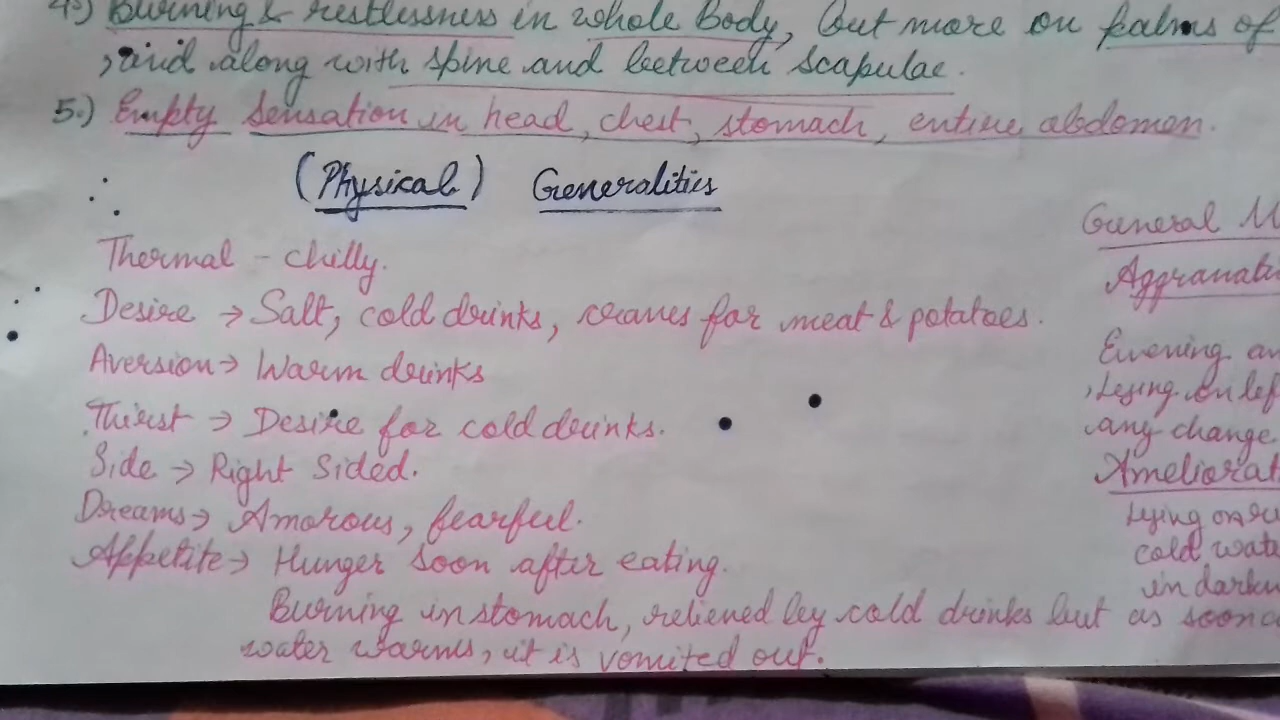 4.) Burning & restlessness in whole body, but more on palms of
, and along with spine and between scapulae.
5.) Empty Sensation in head, chest, stomach, entire abdomen.
(Physical) Generalities
Thermal - chilly.
Desire → Salt, cold drinks, craves for meat & potatoes.
Aversion → Warm drinks
Thirst → Desire for cold drinks.
Side → Right Sided.
Dreams → Amorous, fearful.
Appetite → Hunger soon after eating.
Burning in stomach, relieved by cold drinks but as soon
water warms, it is vomited out.
General M
Aggravati
Evening an
, Lying on lef
any change
Ameliorat
Lying on
cold wat
in dark